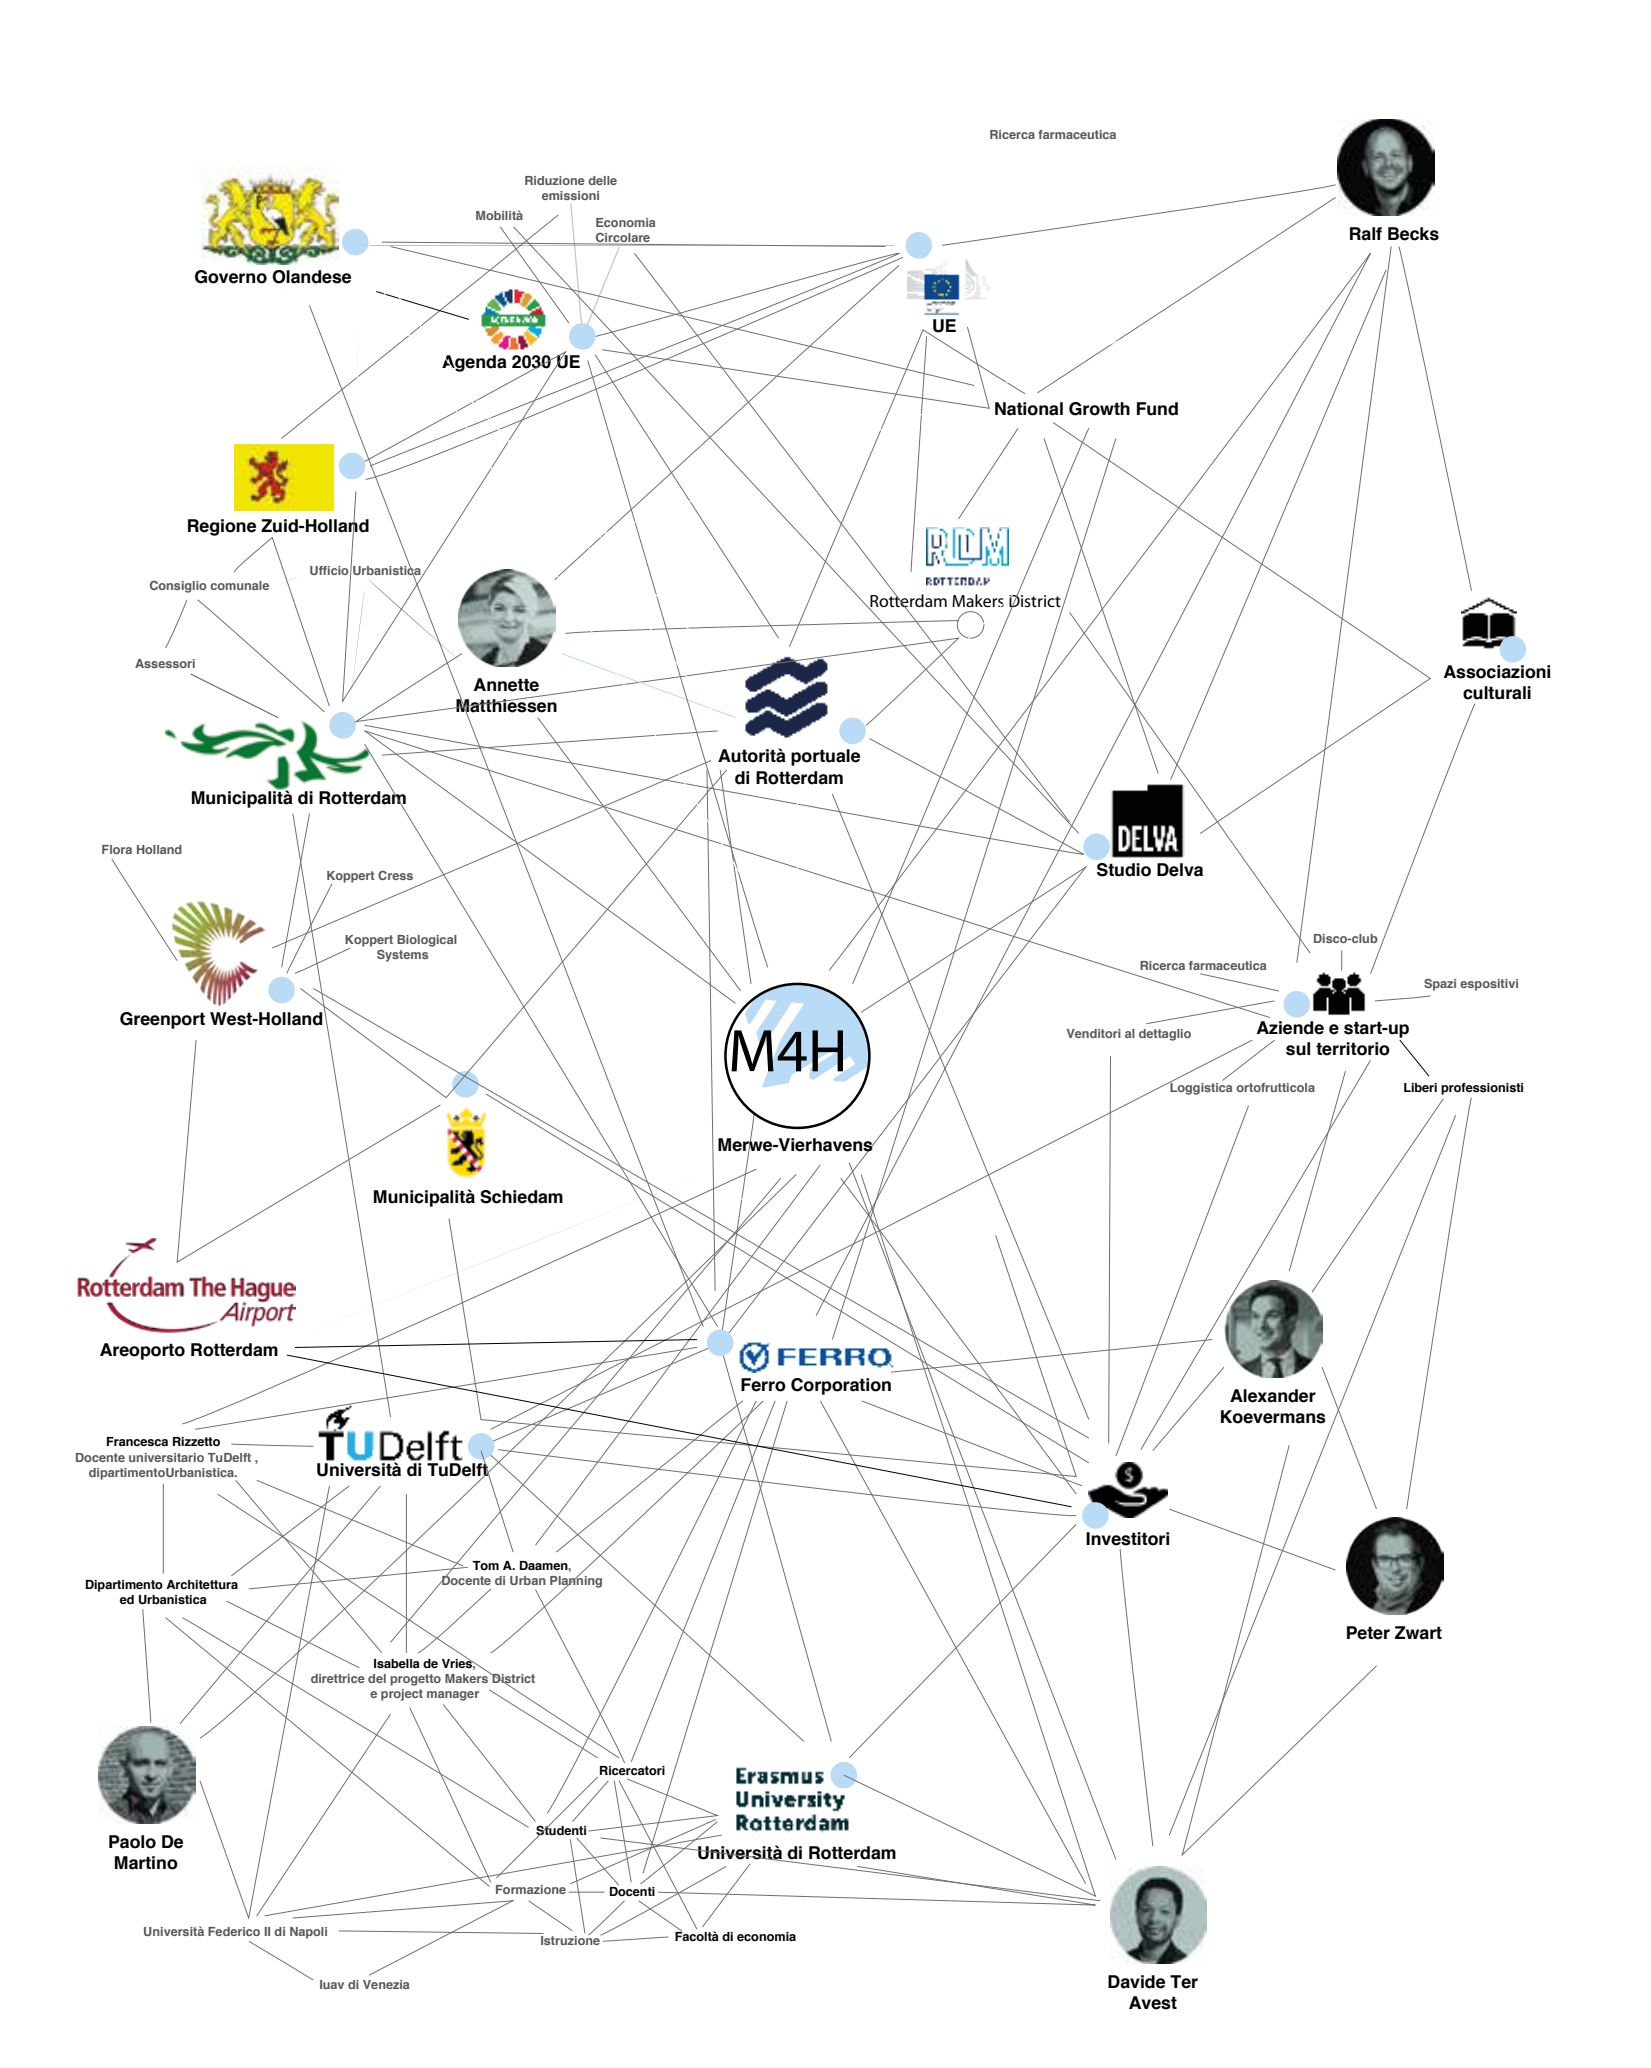 Ricerca farmaceutica
Riduzione delle
emissioni
Mobilità
Economia
Circolare
Ralf Becks
Governo Olandese
UE
Agenda 2030 UE
National Growth Fund
Regione Zuid-Holland
RDM
ROTTERDAM
Rotterdam Makers District
Ufficio Urbanistica
Consiglio comunale
Assessori
Annette
Matthiessen
Associazioni
culturali
Autorità portuale
di Rotterdam
Municipalità di Rotterdam
DELVA
Studio Delva
Flora Holland
Koppert Cress
Koppert Biological
Systems
Greenport West-Holland
Disco-club
Ricerca farmaceutica
Spazi espositivi
Venditori al dettaglio
Aziende e start-up
sul territorio
Loggistica ortofrutticola
Liberi professionisti
M4H
Merwe-Vierhavens
Municipalità Schiedam
Rotterdam The Hague
Airport
Areoporto Rotterdam
FERRO
Ferro Corporation
Alexander
Koevermans
Francesca Rizzetto
Docente universitario TuDelft ,
dipartimentoUrbanistica.
TUDelft
Università di TuDelft
$
Investitori
Tom A. Daamen,
Docente di Urban Planning
Dipartimento Architettura
ed Urbanistica
Peter Zwart
Isabella de Vries,
direttrice del progetto Makers District
e project manager
Ricercatori
Erasmus
University
Rotterdam
Università di Rotterdam
Studenti
Paolo De
Martino
Formazione
Docenti
Università Federico II di Napoli
Istruzione
Facoltà di economia
Iuav di Venezia
Davide Ter
Avest